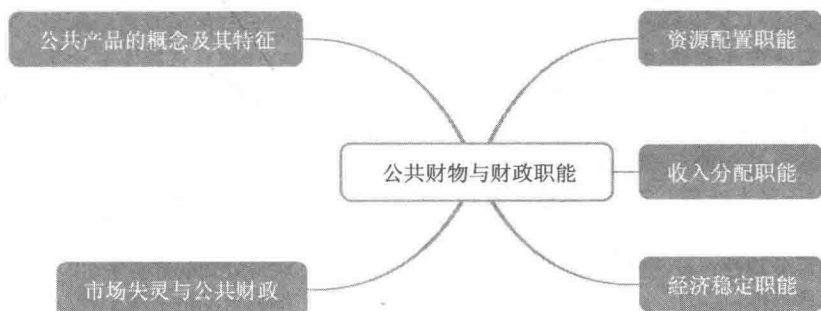 公共产品的概念及其特征
资源配置职能
公共财物与财政职能
收入分配职能
市场失灵与公共财政
经济稳定职能